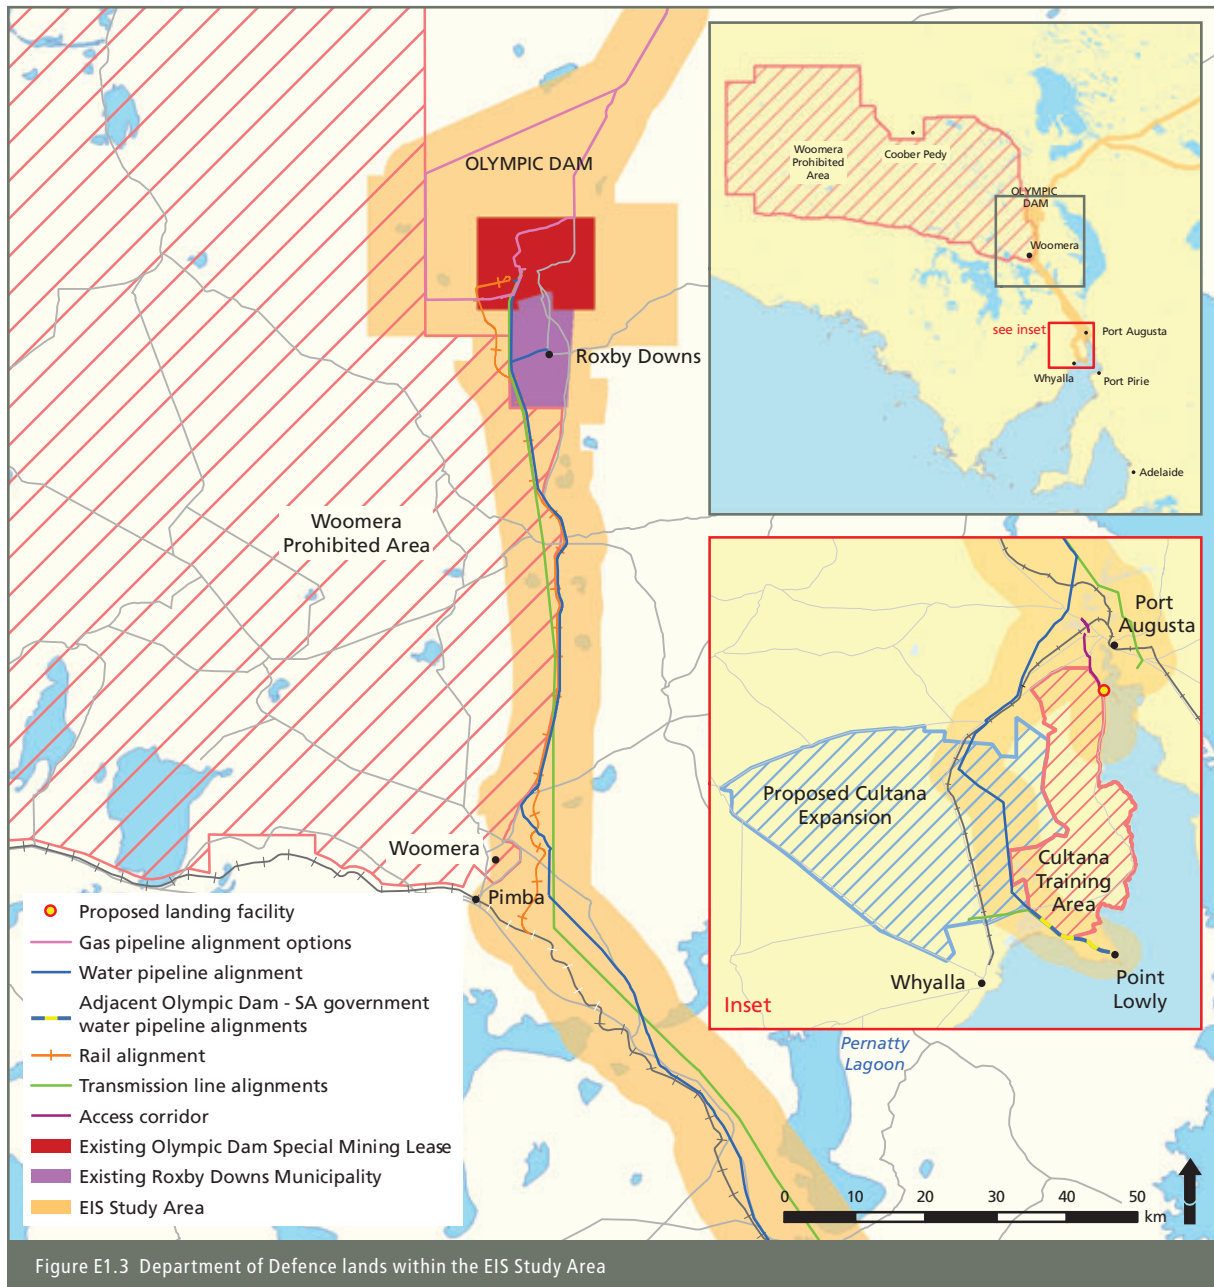 OLYMPIC DAM
Roxby Downs
Woomera
Prohibited Area
Woomera
Pimba
Pernatty
Lagoon
Woomera
Prohibited
Area
Coober Pedy
OLYMPIC
DAM
Woomera
see inset
Port Augusta
Whyalla
Port Pirie
Adelaide
Port
Augusta
Proposed Cultana
Expansion
Cultana
Training
Area
Whyalla
Point
Lowly
Inset
Proposed landing facility
Gas pipeline alignment options
Water pipeline alignment
Adjacent Olympic Dam - SA government
water pipeline alignments
Rail alignment
Transmission line alignments
Access corridor
Existing Olympic Dam Special Mining Lease
Existing Roxby Downs Municipality
EIS Study Area
0 10 20 30 40 50
km
Figure E1.3 Department of Defence lands within the EIS Study Area